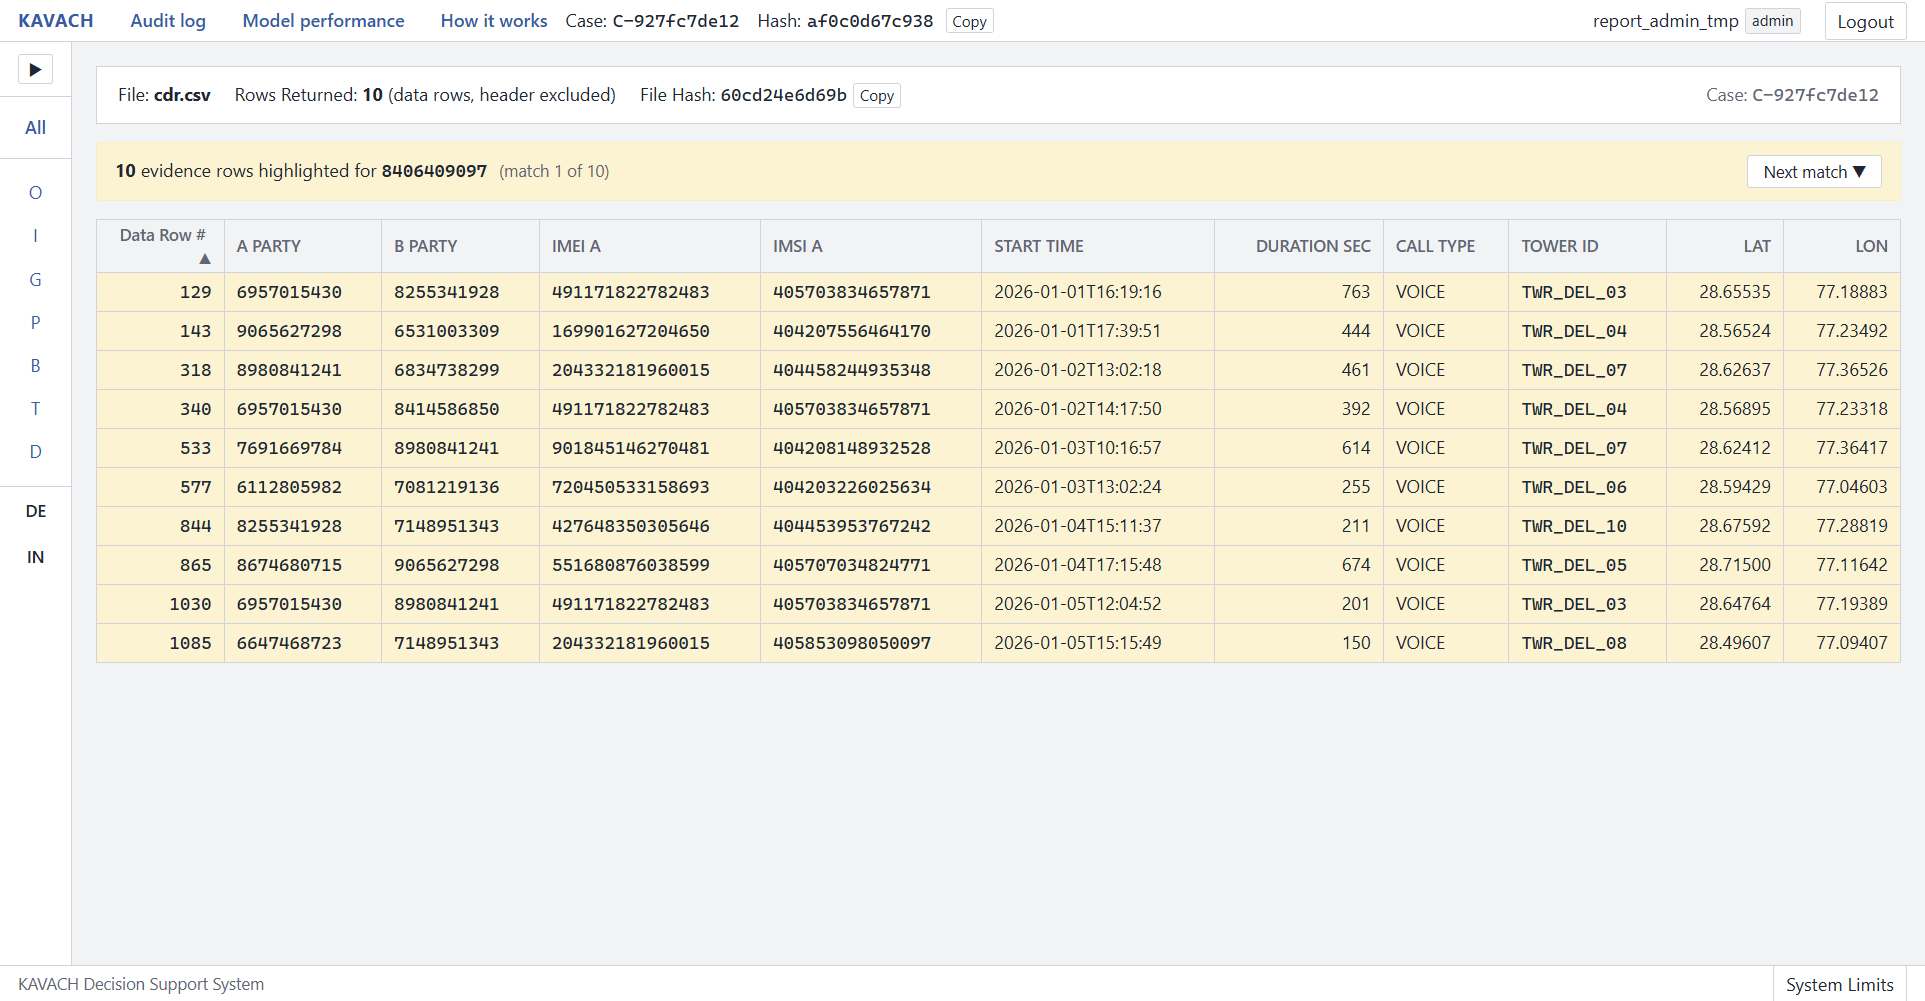 KAVACH Audit log Model performance How it works Case: C-927fc7de12 Hash: af0c0d67c938 Copy report_admin_tmp admin Logout
▶
All
O
I
G
P
B
T
D
DE
IN
File: cdr.csv Rows Returned: 10 (data rows, header excluded) File Hash: 60cd24e6d69b Copy Case: C-927fc7de12
10 evidence rows highlighted for 8406409097 (match 1 of 10) Next match ▼
Data Row # ▲ A PARTY B PARTY IMEI A IMSI A START TIME DURATION SEC CALL TYPE TOWER ID LAT LON
129 6957015430 8255341928 491171822782483 405703834657871 2026-01-01T16:19:16 763 VOICE TWR_DEL_03 28.65535 77.18883
143 9065627298 6531003309 169901627204650 404207556464170 2026-01-01T17:39:51 444 VOICE TWR_DEL_04 28.56524 77.23492
318 8980841241 6834738299 204332181960015 404458244935348 2026-01-02T13:02:18 461 VOICE TWR_DEL_07 28.62637 77.36526
340 6957015430 8414586850 491171822782483 405703834657871 2026-01-02T14:17:50 392 VOICE TWR_DEL_04 28.56895 77.23318
533 7691669784 8980841241 901845146270481 404208148932528 2026-01-03T10:16:57 614 VOICE TWR_DEL_07 28.62412 77.36417
577 6112805982 7081219136 720450533158693 404203226025634 2026-01-03T13:02:24 255 VOICE TWR_DEL_06 28.59429 77.04603
844 8255341928 7148951343 427648350305646 404453953767242 2026-01-04T15:11:37 211 VOICE TWR_DEL_10 28.67592 77.28819
865 8674680715 9065627298 551680876038599 405707034824771 2026-01-04T17:15:48 674 VOICE TWR_DEL_05 28.71500 77.11642
1030 6957015430 8980841241 491171822782483 405703834657871 2026-01-05T12:04:52 201 VOICE TWR_DEL_03 28.64764 77.19389
1085 6647468723 7148951343 204332181960015 405853098050097 2026-01-05T15:15:49 150 VOICE TWR_DEL_08 28.49607 77.09407
KAVACH Decision Support System System Limits